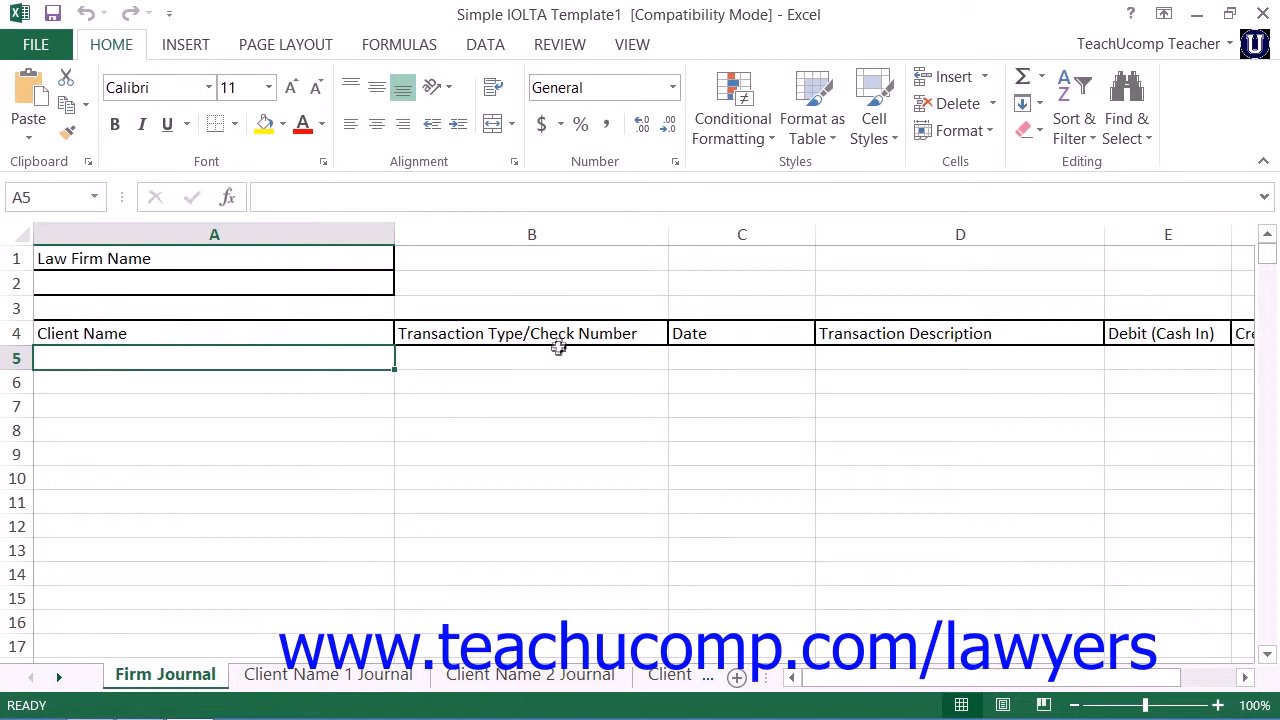 Simple IOLTA Template1 [Compatibility Mode] - Excel
?
FILE HOME INSERT PAGE LAYOUT FORMULAS DATA REVIEW VIEW TeachUcomp Teacher
Paste
Calibri 11
B I U A
General
$ % ,
Conditional Formatting
Format as Table
Cell Styles
Insert
Delete
Format
Sort & Filter
Find & Select
Clipboard Font Alignment Number Styles Cells Editing
A5 fx
A B C D E
1 Law Firm Name
2
3
4 Client Name Transaction Type/Check Number Date Transaction Description Debit (Cash In) Cre
5
6
7
8
9
10
11
12
13
14
15
16
17
www.teachucomp.com/lawyers
Firm Journal Client Name 1 Journal Client Name 2 Journal Client ...
READY 100%